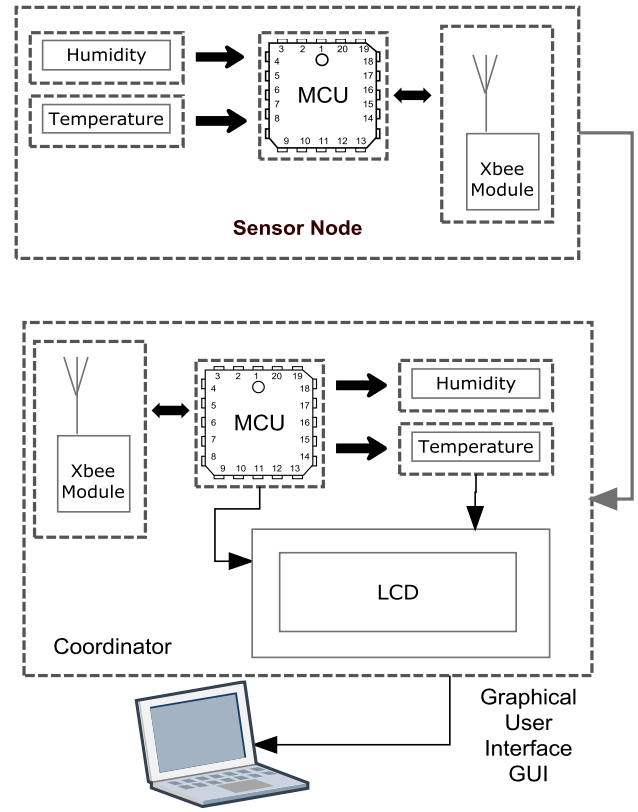 Humidity
Temperature
3 2 1 20 19
4
5
6
7
8
18
17
16
15
14
MCU
9 10 11 12 13
Xbee
Module
Sensor Node
Xbee
Module
3 2 1 20 19
4
5
6
7
8
18
17
16
15
14
MCU
9 10 11 12 13
Humidity
Temperature
LCD
Coordinator
Graphical
User
Interface
GUI